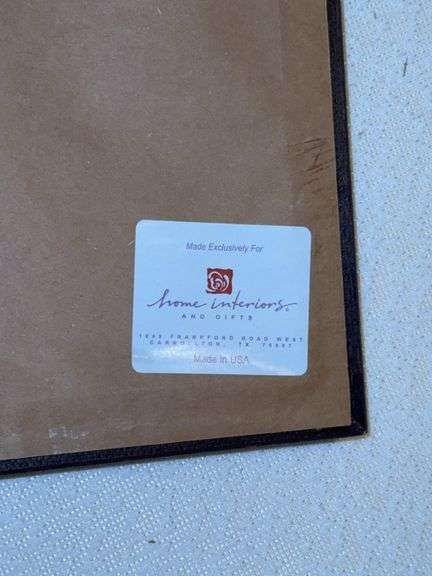 Made Exclusively For
home interiors®
AND GIFTS
1649 FRANKFORD ROAD WEST
CARROLLTON, TX 75007
Made In USA